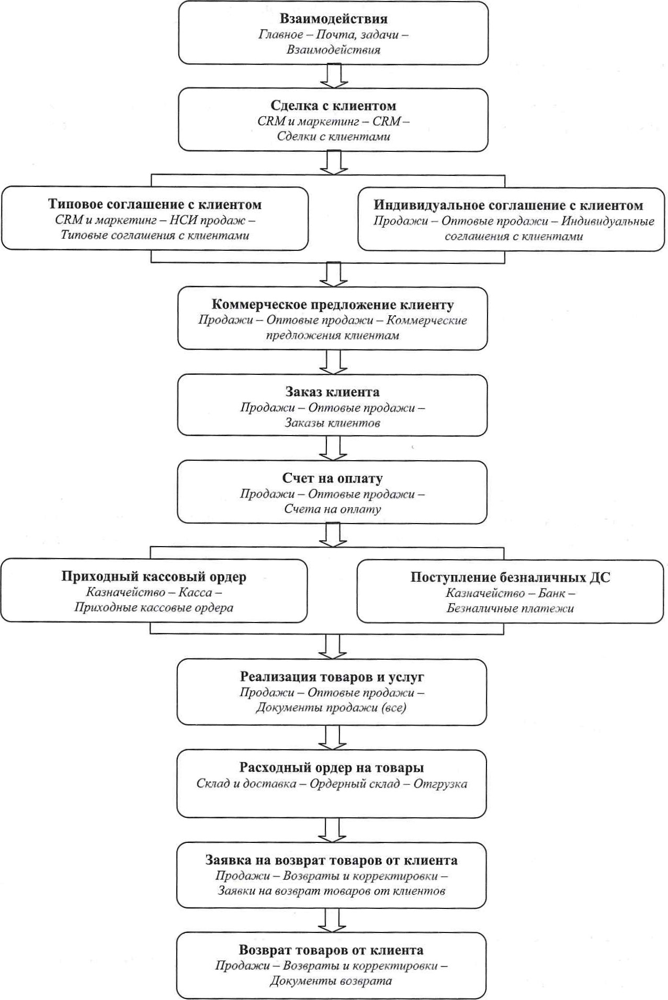 Взаимодействия
Главное – Почта, задачи –
Взаимодействия
Сделка с клиентом
CRM и маркетинг – CRM –
Сделки с клиентами
Типовое соглашение с клиентом
CRM и маркетинг – НСИ продаж –
Типовые соглашения с клиентами
Индивидуальное соглашение с клиентом
Продажи – Оптовые продажи – Индивидуальные
соглашения с клиентами
Коммерческое предложение клиенту
Продажи – Оптовые продажи – Коммерческие
предложения клиентам
Заказ клиента
Продажи – Оптовые продажи –
Заказы клиентов
Счет на оплату
Продажи – Оптовые продажи –
Счета на оплату
Приходный кассовый ордер
Казначейство – Касса –
Приходные кассовые ордера
Поступление безналичных ДС
Казначейство – Банк –
Безналичные платежи
Реализация товаров и услуг
Продажи – Оптовые продажи –
Документы продажи (все)
Расходный ордер на товары
Склад и доставка – Ордерный склад – Отгрузка
Заявка на возврат товаров от клиента
Продажи – Возвраты и корректировки –
Заявки на возврат товаров от клиентов
Возврат товаров от клиента
Продажи – Возвраты и корректировки –
Документы возврата